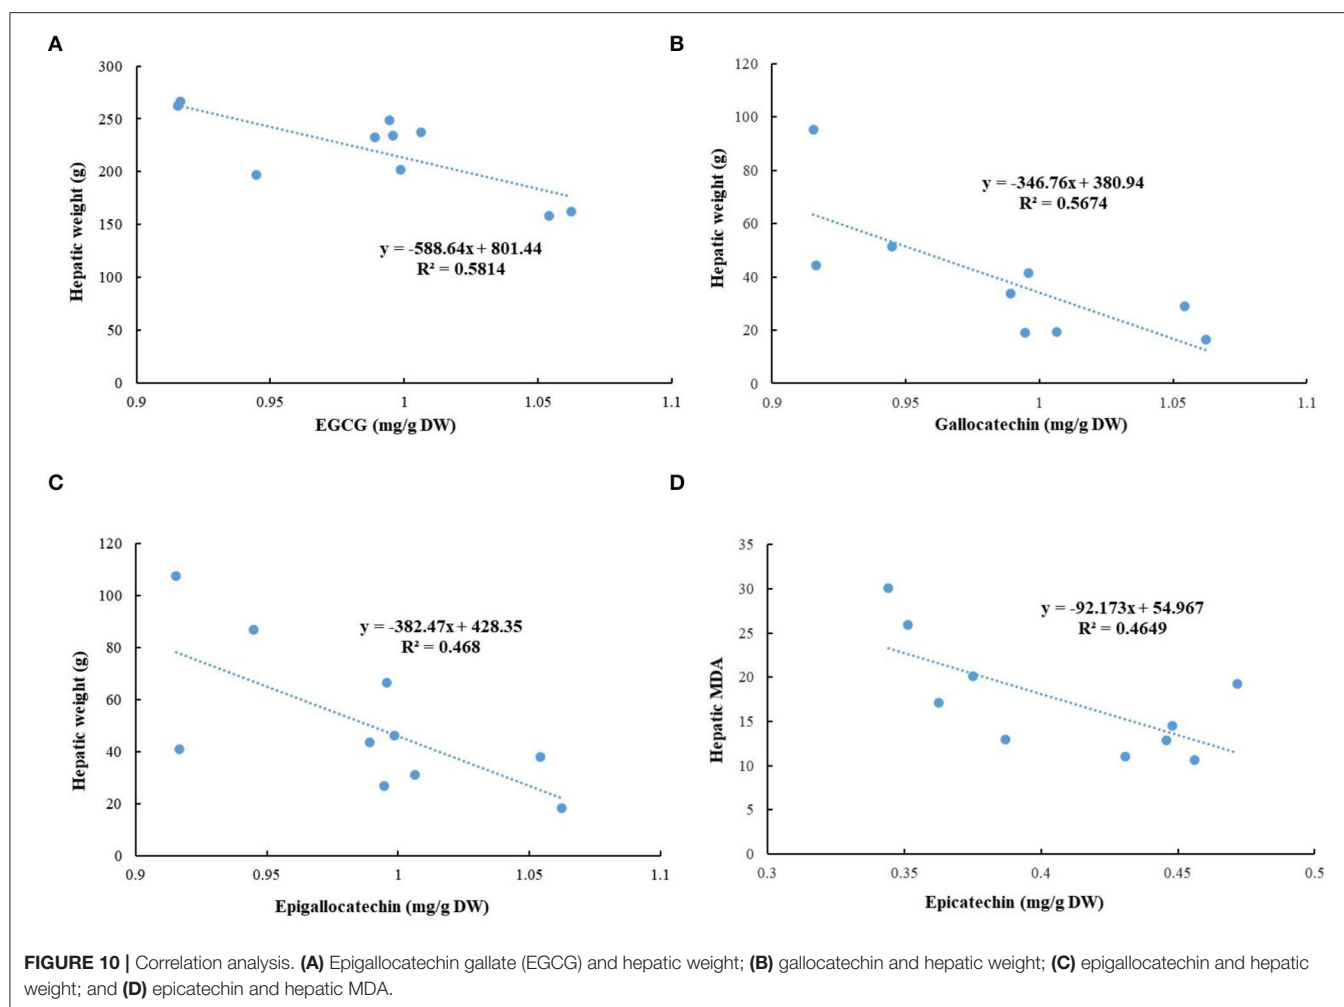 A
300
250
200
150
100
50
0
0.9 0.95 1 1.05 1.1
Hepatic weight (g)
EGCG (mg/g DW)
y = -588.64x + 801.44
R² = 0.5814
B
120
100
80
60
40
20
0
0.9 0.95 1 1.05 1.1
Hepatic weight (g)
Gallocatechin (mg/g DW)
y = -346.76x + 380.94
R² = 0.5674
C
120
100
80
60
40
20
0
0.9 0.95 1 1.05 1.1
Hepatic weight (g)
Epigallocatechin (mg/g DW)
y = -382.47x + 428.35
R² = 0.468
D
35
30
25
20
15
10
5
0
0.3 0.35 0.4 0.45 0.5
Hepatic MDA
Epicatechin (mg/g DW)
y = -92.173x + 54.967
R² = 0.4649
FIGURE 10 | Correlation analysis. (A) Epigallocatechin gallate (EGCG) and hepatic weight; (B) gallocatechin and hepatic weight; (C) epigallocatechin and hepatic
weight; and (D) epicatechin and hepatic MDA.